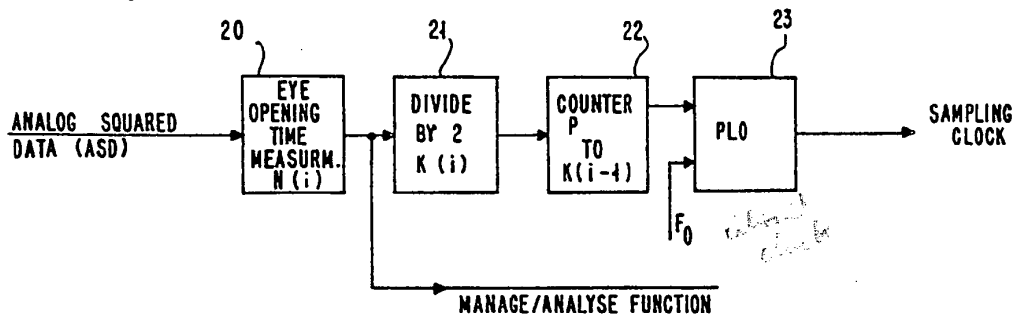 20
21
22
23
ANALOG SQUARED
DATA (ASD)
EYE
OPENING
TIME
MEASURM.
N (i)
DIVIDE
BY 2
K (i)
COUNTER
P
TO
K(i-1)
PLO
SAMPLING
CLOCK
F0
MANAGE/ANALYSE FUNCTION